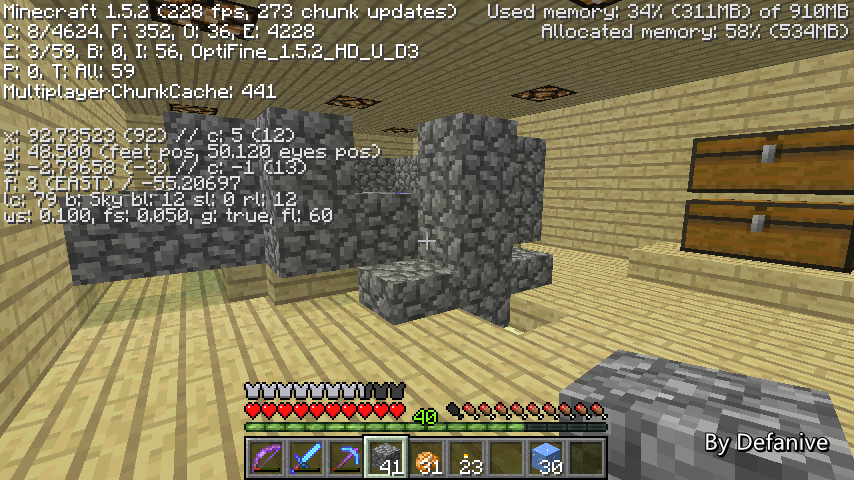 Minecraft 1.5.2 (228 fps, 273 chunk updates)
Used memory: 34% (311MB) of 910MB
C: 8/4624. F: 352, O: 36, E: 4228
Allocated memory: 58% (534MB)
E: 3/59. B: 0, I: 56, OptiFine_1.5.2_HD_U_D3
P: 0. T: All: 59
MultiplayerChunkCache: 441
x: 92.73523 (92) // c: 5 (12)
y: 48.500 (feet pos, 50.120 eyes pos)
z: -2.79658 (-3) // c: -1 (13)
f: 3 (EAST) / -55.20697
lc: 79 b: Sky bl: 12 sl: 0 rl: 12
ws: 0.100, fs: 0.050, g: true, fl: 60
40
41 31 23 30
By Defanive